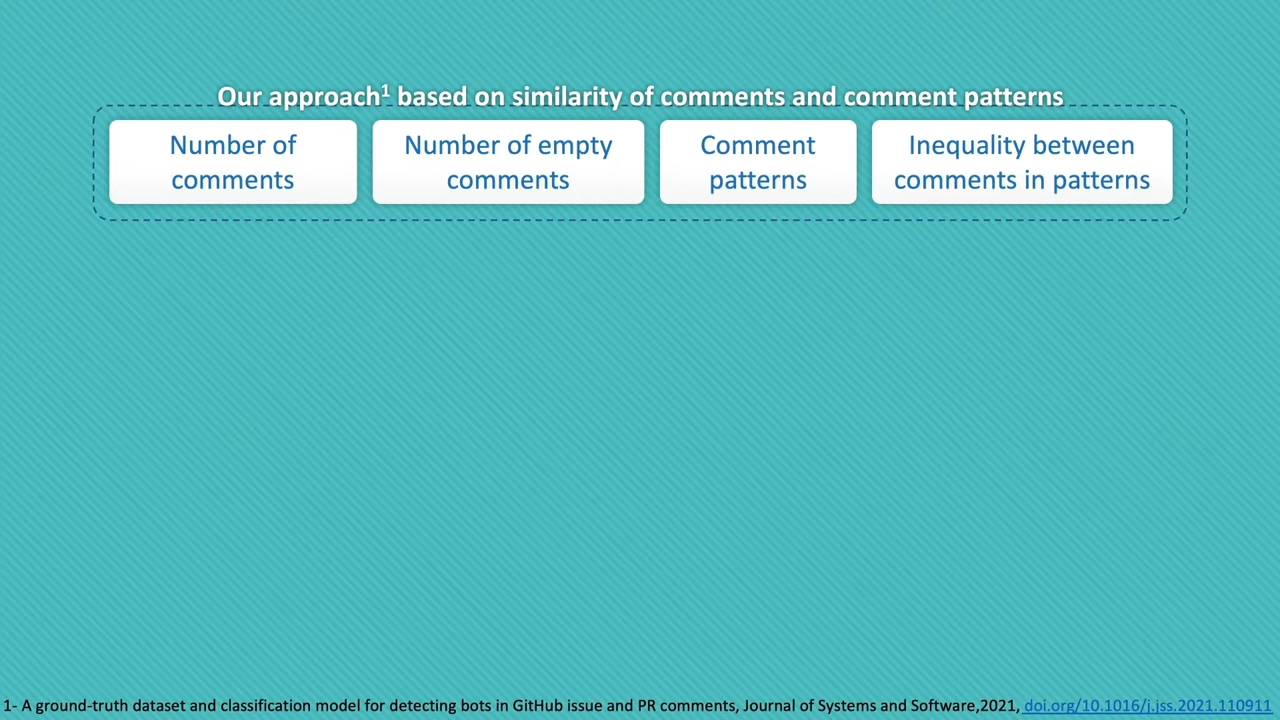 Our approach¹ based on similarity of comments and comment patterns
Number of
comments
Number of empty
comments
Comment
patterns
Inequality between
comments in patterns
1- A ground-truth dataset and classification model for detecting bots in GitHub issue and PR comments, Journal of Systems and Software,2021, doi.org/10.1016/j.jss.2021.110911